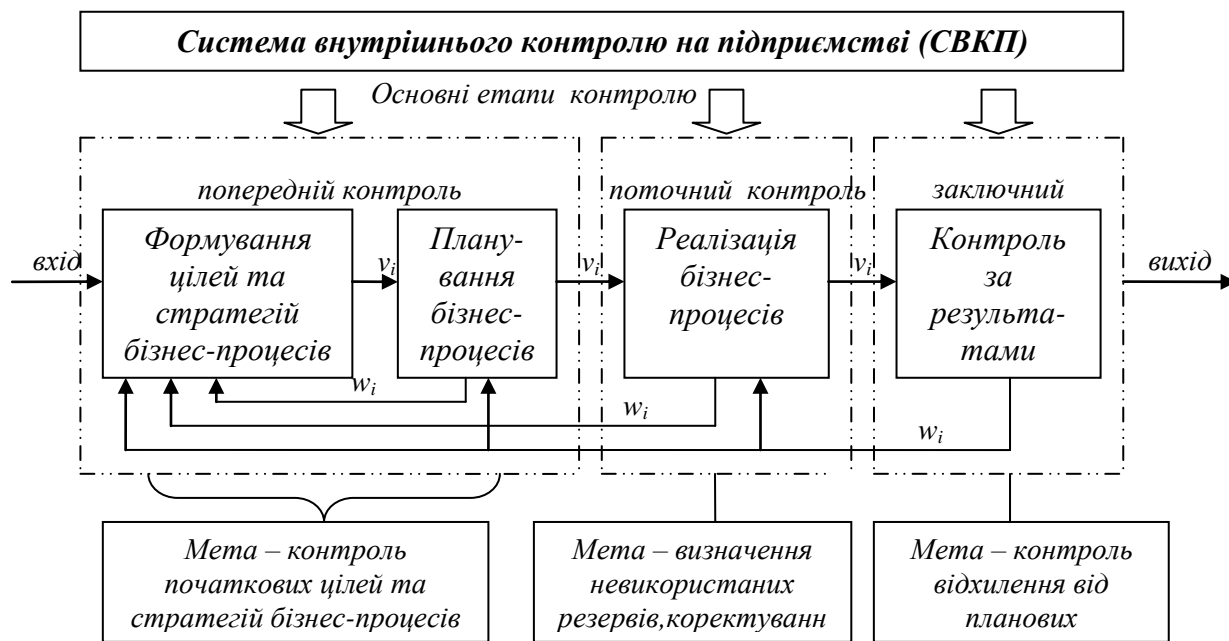 Система внутрішнього контролю на підприємстві (СВКП)
Основні етапи контролю
попередній контроль
поточний контроль
заключний
вхід
Формування
цілей та
стратегій
бізнес-процесів
vi
Плану-
вання
бізнес-
процесів
vi
Реалізація
бізнес-
процесів
vi
Контроль
за
результа-
тами
вихід
wi
wi
wi
Мета – контроль
початкових цілей та
стратегій бізнес-процесів
Мета – визначення
невикористаних
резервів,коректуванн
Мета – контроль
відхилення від
планових